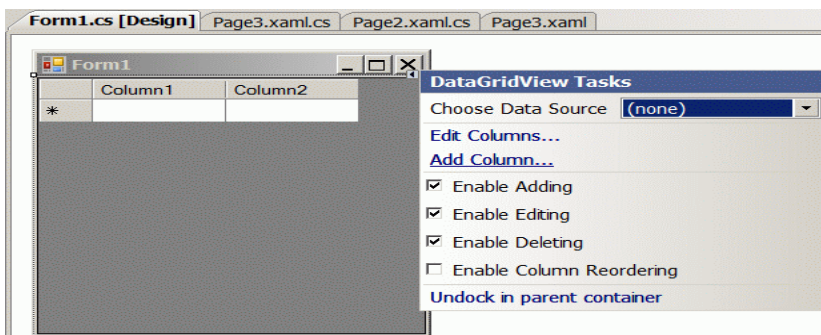 Form1.cs [Design] Page3.xaml.cs Page2.xaml.cs Page3.xaml
Form1
Column1 Column2
DataGridView Tasks
Choose Data Source (none)
Edit Columns...
Add Column...
Enable Adding
Enable Editing
Enable Deleting
Enable Column Reordering
Undock in parent container